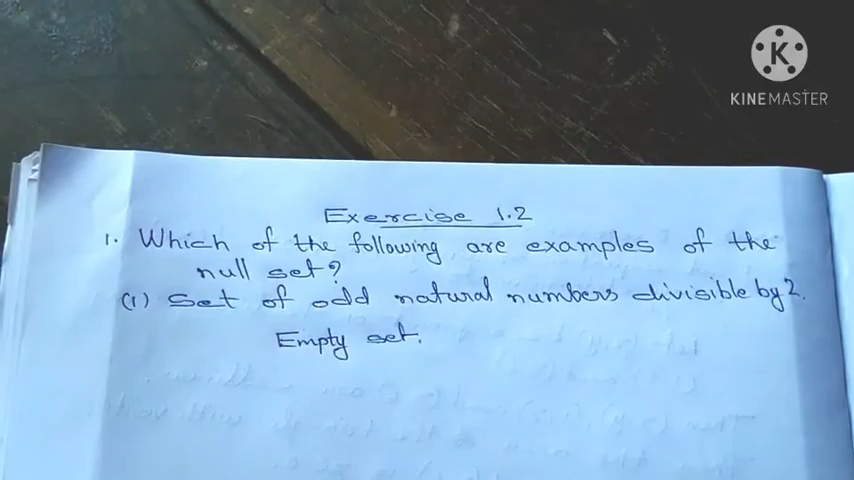 KINEMASTER
Exercise 1.2
1. Which of the following are examples of the
null set?
(1) Set of odd natural numbers divisible by 2.
Empty set.